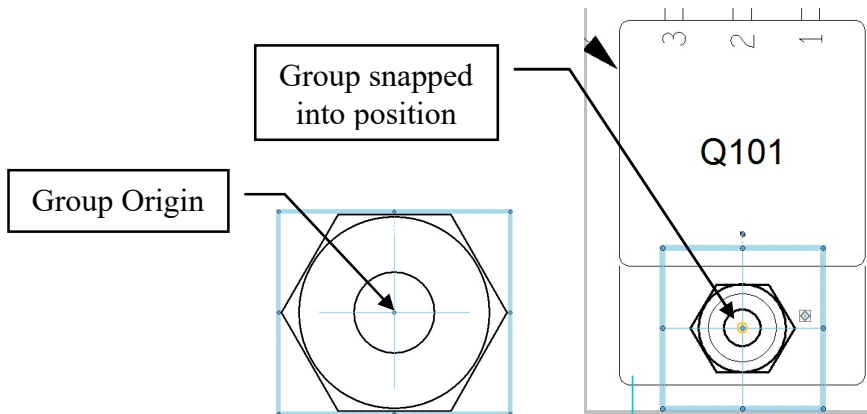 Group snapped
into position
Group Origin
3
2
1
Q101